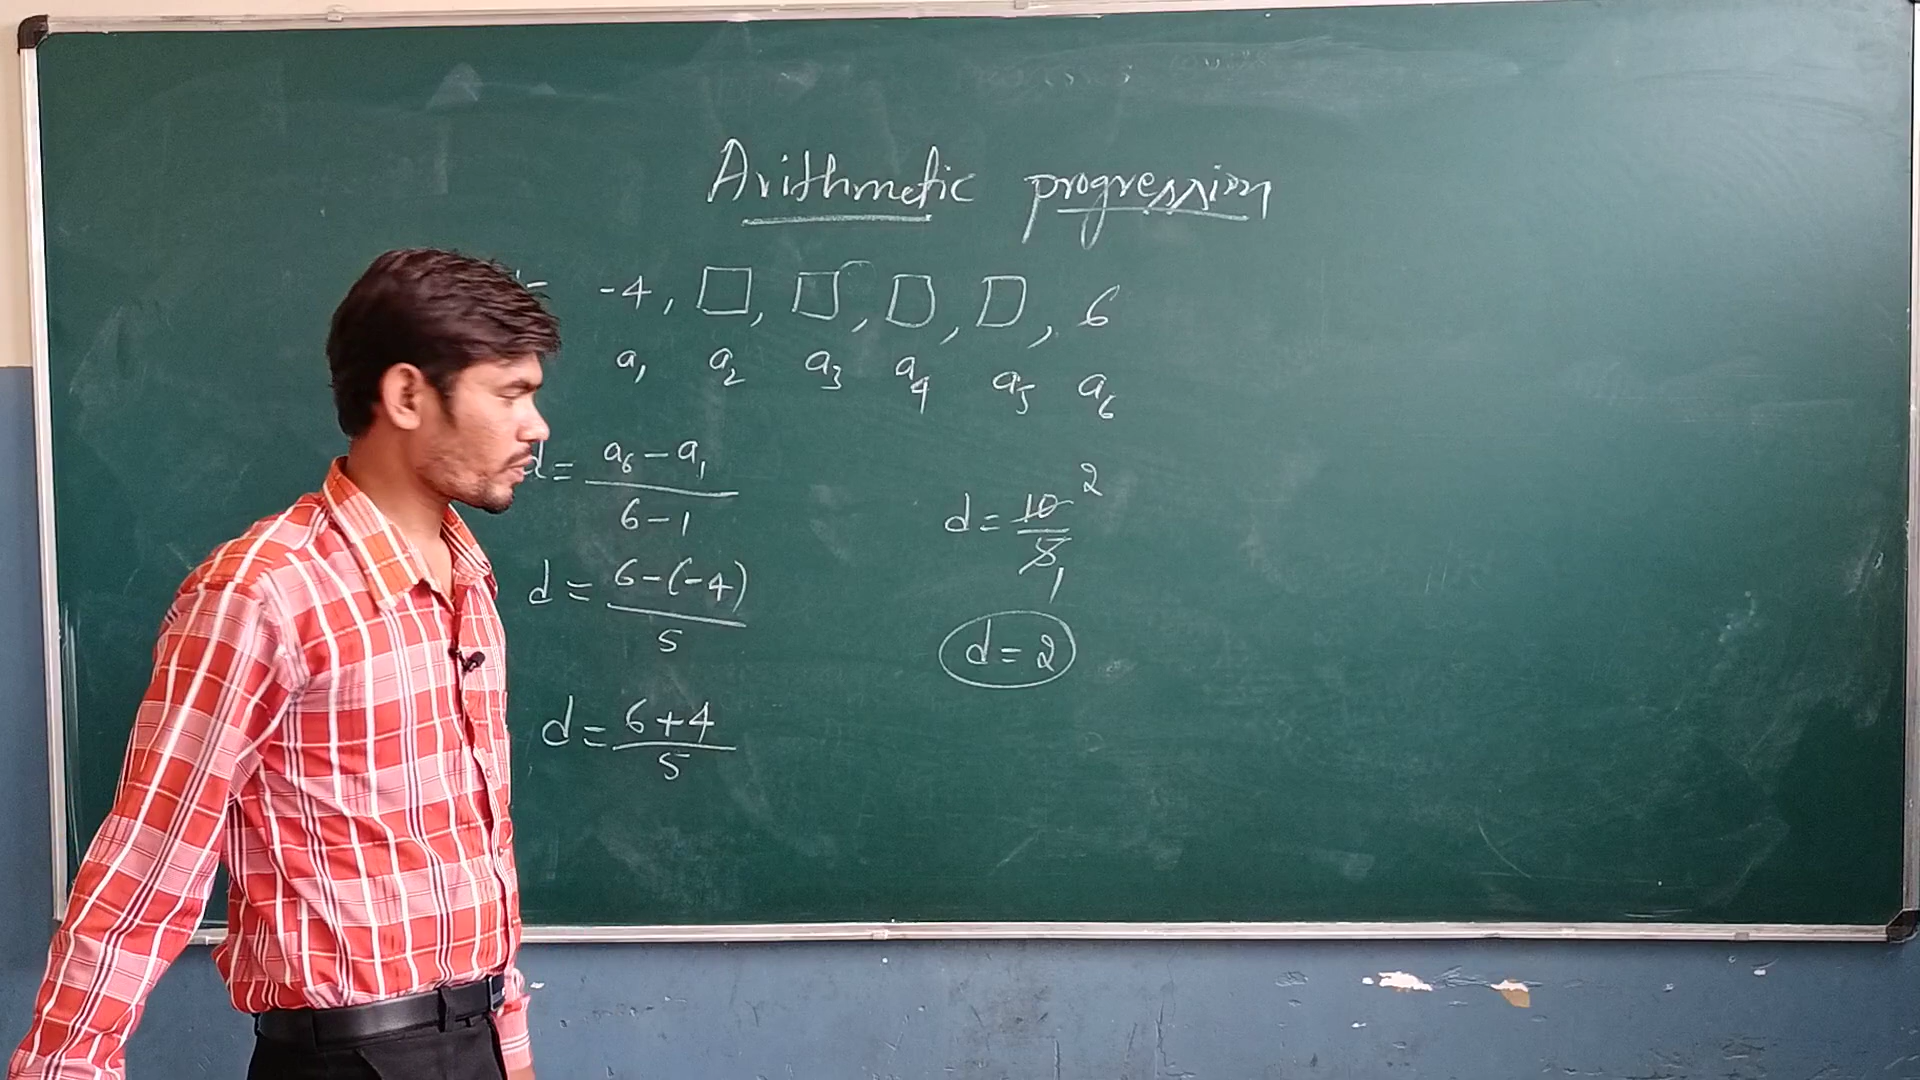 Arithmetic progression
-4, □, □, □, □, 6
a₁ a₂ a₃ a₄ a₅ a₆
d = (a₆ - a₁)/(6 - 1)
d = (6 - (-4))/5
d = (6 + 4)/5
d = 10/5 2 1
d = 2